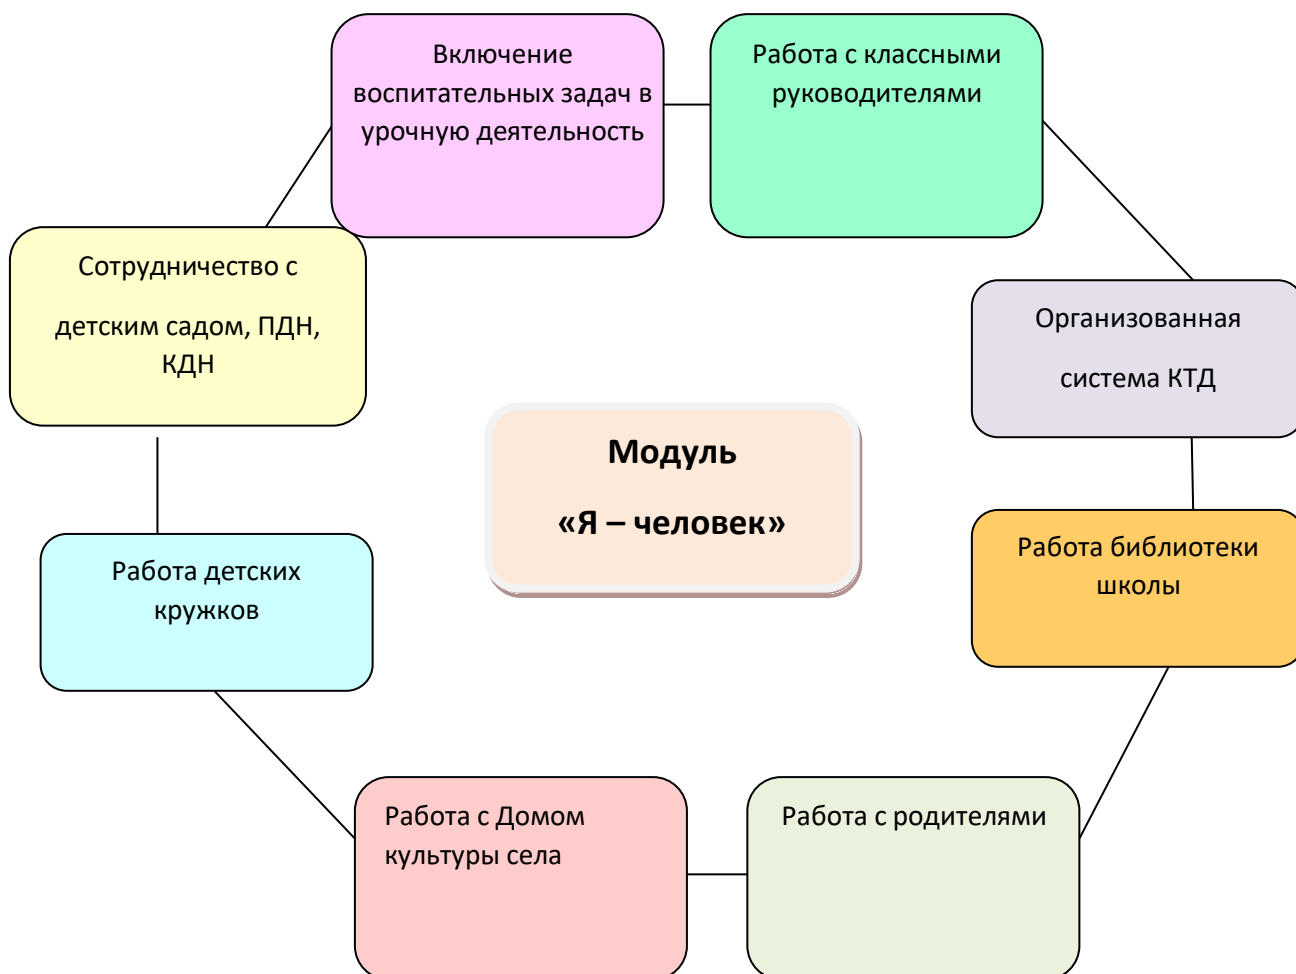 Включение
воспитательных задач в
урочную деятельность
Работа с классными
руководителями
Сотрудничество с
детским садом, ПДН,
КДН
Организованная
система КТД
Модуль
«Я – человек»
Работа детских
кружков
Работа библиотеки
школы
Работа с Домом
культуры села
Работа с родителями